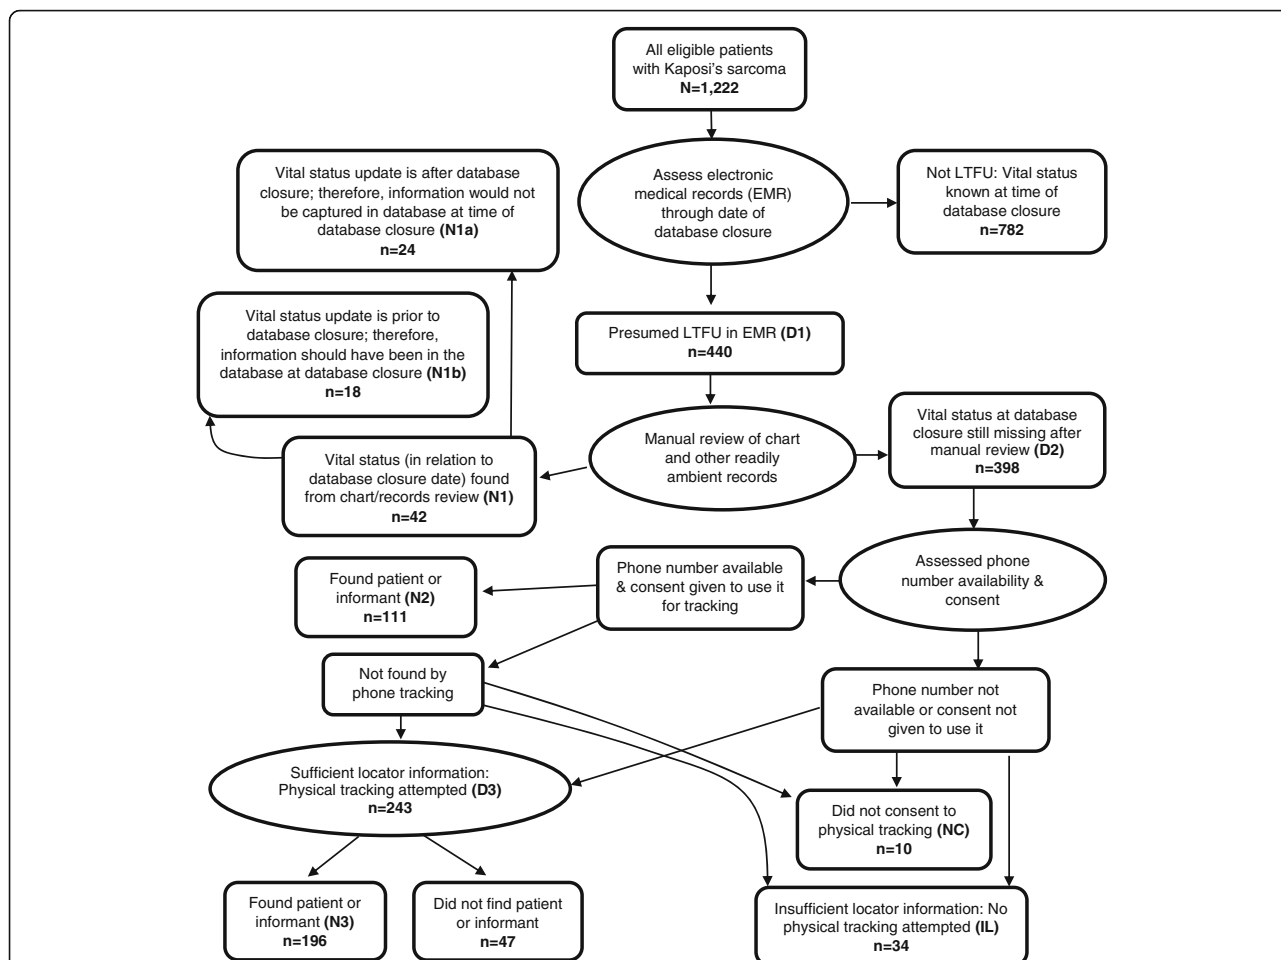 All eligible patients
with Kaposi's sarcoma
N=1,222
Assess electronic
medical records (EMR)
through date of
database closure
Not LTFU: Vital status
known at time of
database closure
n=782
Vital status update is after database
closure; therefore, information would not
be captured in database at time of
database closure (N1a)
n=24
Vital status update is prior to
database closure; therefore,
information should have been in the
database at database closure (N1b)
n=18
Presumed LTFU in EMR (D1)
n=440
Manual review of chart
and other readily
ambient records
Vital status at database
closure still missing after
manual review (D2)
n=398
Vital status (in relation to
database closure date) found
from chart/records review (N1)
n=42
Assessed phone
number availability &
consent
Phone number available
& consent given to use it
for tracking
Found patient or
informant (N2)
n=111
Not found by
phone tracking
Phone number not
available or consent not
given to use it
Sufficient locator information:
Physical tracking attempted (D3)
n=243
Did not consent to
physical tracking (NC)
n=10
Found patient or
informant (N3)
n=196
Did not find patient
or informant
n=47
Insufficient locator information: No
physical tracking attempted (IL)
n=34